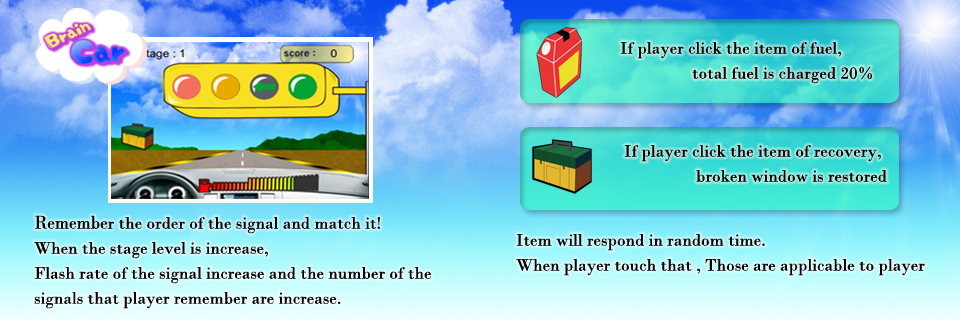 Brain
Car
tage : 1
score : 0
Remember the order of the signal and match it!
When the stage level is increase,
Flash rate of the signal increase and the number of the
signals that player remember are increase.
If player click the item of fuel,
total fuel is charged 20%
If player click the item of recovery,
broken window is restored
Item will respond in random time.
When player touch that , Those are applicable to player